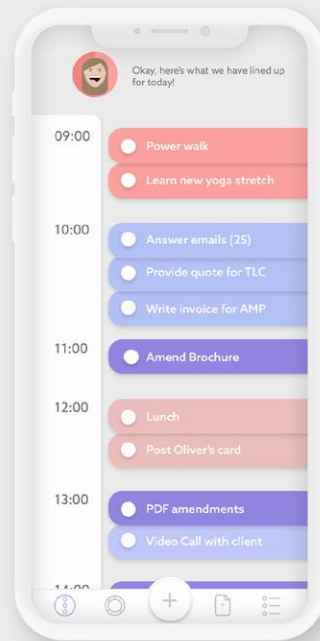 Okay, here's what we have lined up
for today!
09:00
Power walk
Learn new yoga stretch
10:00
Answer emails (25)
Provide quote for TLC
Write invoice for AMP
11:00
Amend Brochure
12:00
Lunch
Post Oliver's card
13:00
PDF amendments
Video Call with client
14:00